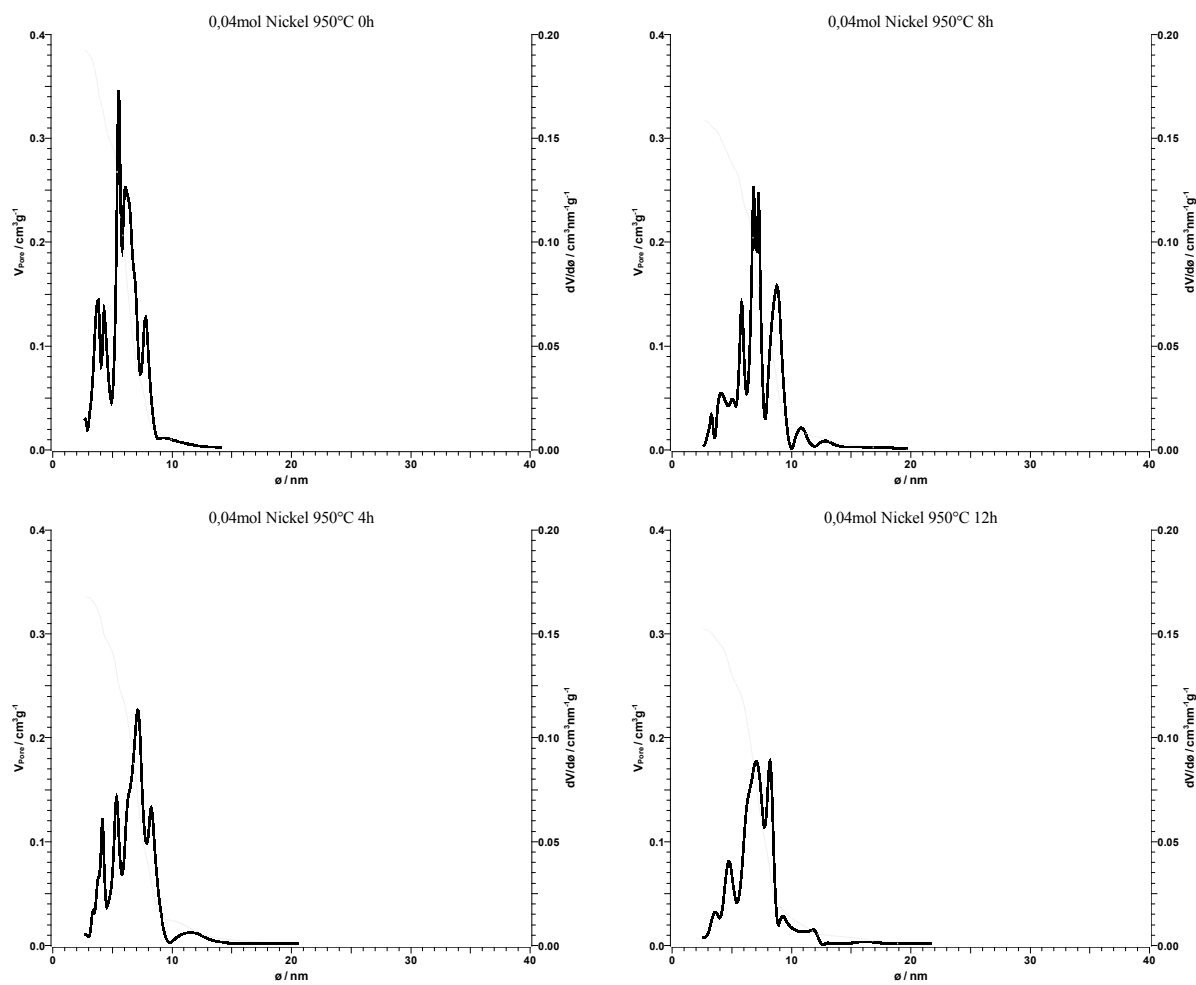 0,04mol Nickel 950°C 0h
0.4
0.3
0.2
0.1
0.0
V_Pore / cm³g⁻¹
0.20
0.15
0.10
0.05
0.00
dV/dø / cm³nm⁻¹g⁻¹
0 10 20 30 40
ø / nm
0,04mol Nickel 950°C 8h
0.4
0.3
0.2
0.1
0.0
V_Pore / cm³g⁻¹
0.20
0.15
0.10
0.05
0.00
dV/dø / cm³nm⁻¹g⁻¹
0 10 20 30 40
ø / nm
0,04mol Nickel 950°C 4h
0.4
0.3
0.2
0.1
0.0
V_Pore / cm³g⁻¹
0.20
0.15
0.10
0.05
0.00
dV/dø / cm³nm⁻¹g⁻¹
0 10 20 30 40
ø / nm
0,04mol Nickel 950°C 12h
0.4
0.3
0.2
0.1
0.0
V_Pore / cm³g⁻¹
0.20
0.15
0.10
0.05
0.00
dV/dø / cm³nm⁻¹g⁻¹
0 10 20 30 40
ø / nm